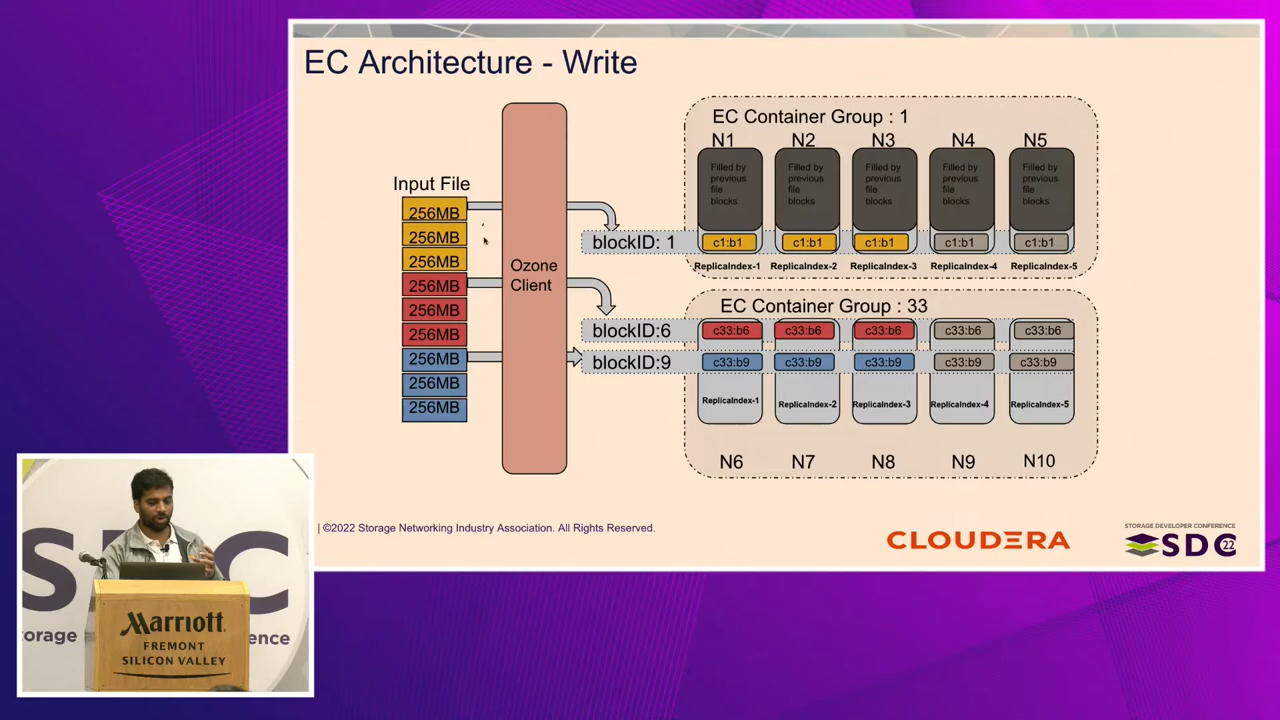 EC Architecture - Write
Input File
256MB
256MB
256MB
256MB
256MB
256MB
256MB
256MB
256MB
Ozone
Client
EC Container Group : 1
N1 N2 N3 N4 N5
Filled by previous file blocks
Filled by previous file blocks
Filled by previous file blocks
Filled by previous file blocks
Filled by previous file blocks
blockID: 1 c1:b1 c1:b1 c1:b1 c1:b1 c1:b1
ReplicaIndex-1 ReplicaIndex-2 ReplicaIndex-3 ReplicaIndex-4 ReplicaIndex-5
EC Container Group : 33
blockID:6 c33:b6 c33:b6 c33:b6 c33:b6 c33:b6
blockID:9 c33:b9 c33:b9 c33:b9 c33:b9 c33:b9
ReplicaIndex-1 ReplicaIndex-2 ReplicaIndex-3 ReplicaIndex-4 ReplicaIndex-5
N6 N7 N8 N9 N10
| ©2022 Storage Networking Industry Association. All Rights Reserved.
CLOUDERA
STORAGE DEVELOPER CONFERENCE
SDC 22
S C
torage ence
Marriott
FREMONT
SILICON VALLEY